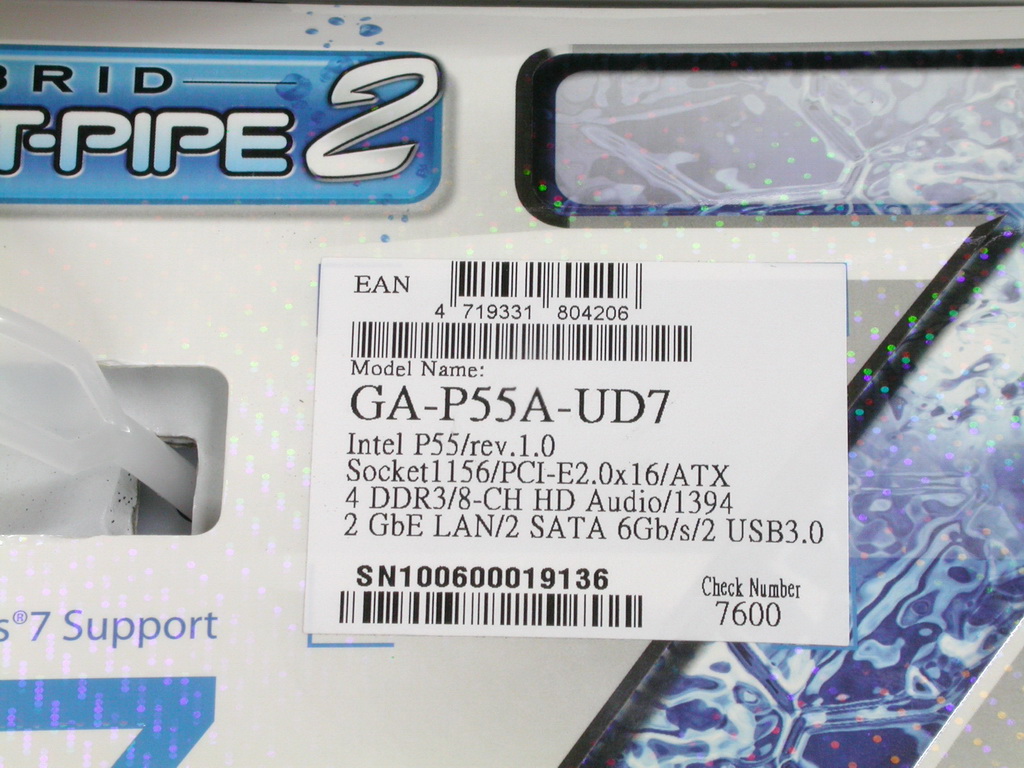 BRID
T-PIPE 2
EAN
4 719331 804206
Model Name:
GA-P55A-UD7
Intel P55/rev.1.0
Socket1156/PCI-E2.0x16/ATX
4 DDR3/8-CH HD Audio/1394
2 GbE LAN/2 SATA 6Gb/s/2 USB3.0
SN100600019136
Check Number
7600
s®7 Support
7